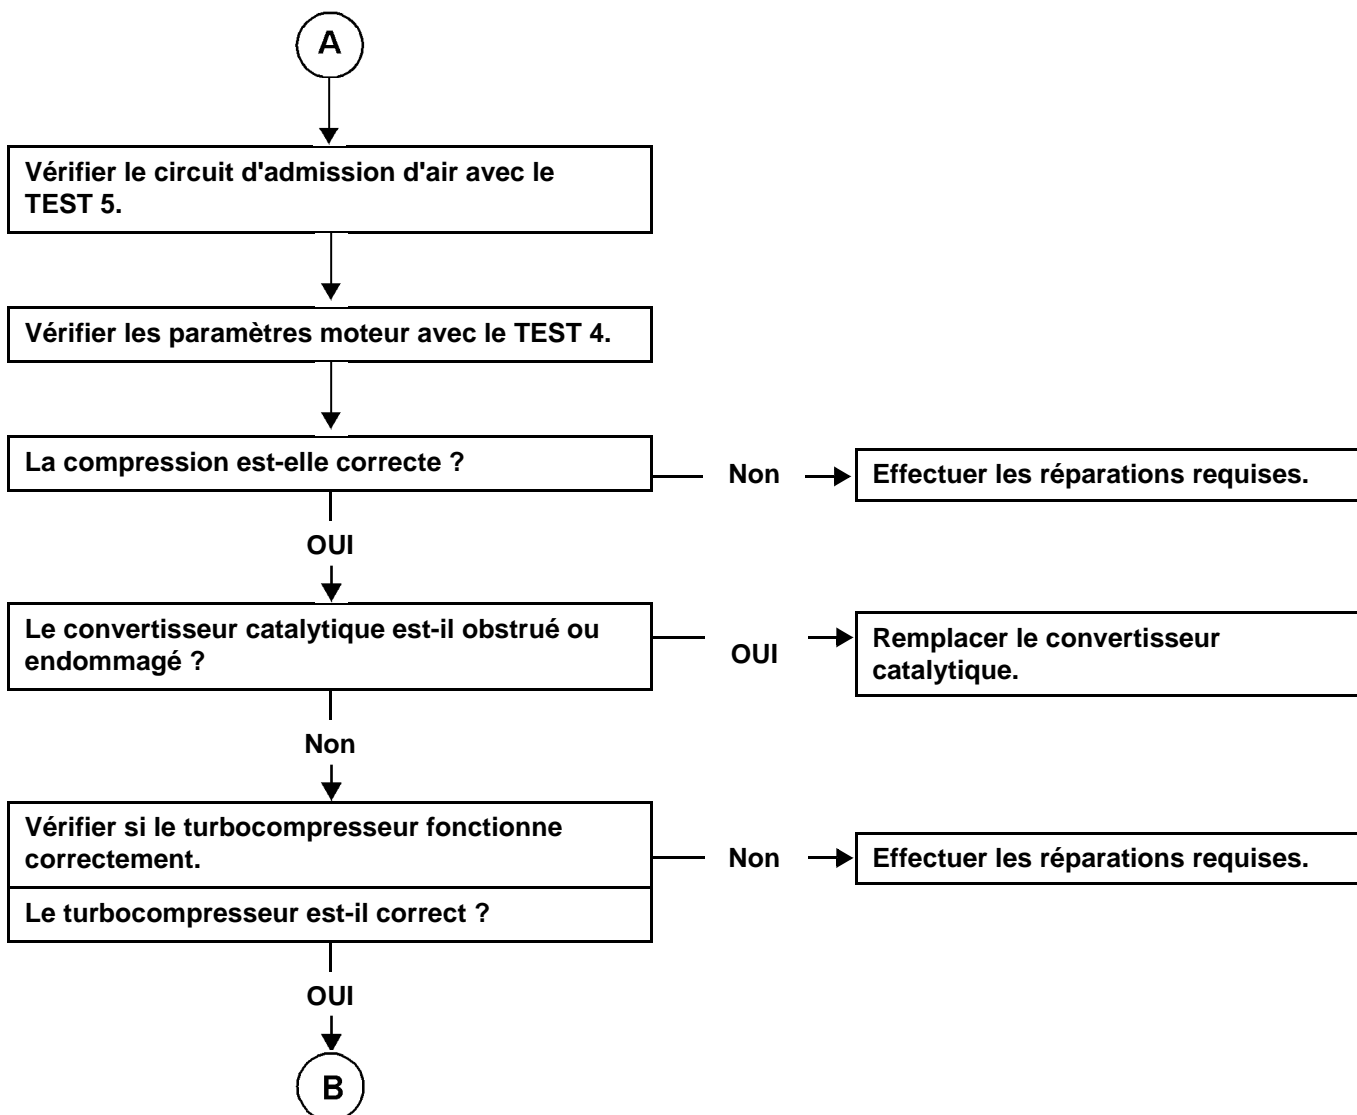 A
Vérifier le circuit d'admission d'air avec le
TEST 5.
Vérifier les paramètres moteur avec le TEST 4.
La compression est-elle correcte ?
Non
Effectuer les réparations requises.
OUI
Le convertisseur catalytique est-il obstrué ou
endommagé ?
OUI
Remplacer le convertisseur
catalytique.
Non
Vérifier si le turbocompresseur fonctionne
correctement.
Non
Effectuer les réparations requises.
Le turbocompresseur est-il correct ?
OUI
B